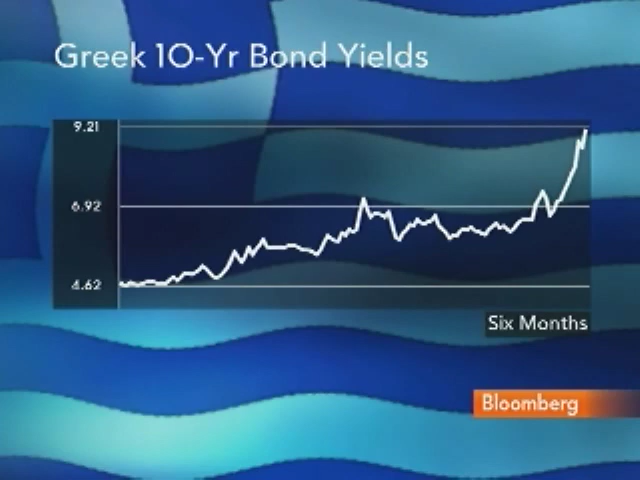 Greek 10-Yr Bond Yields
9.21
6.92
4.62
Six Months
Bloomberg